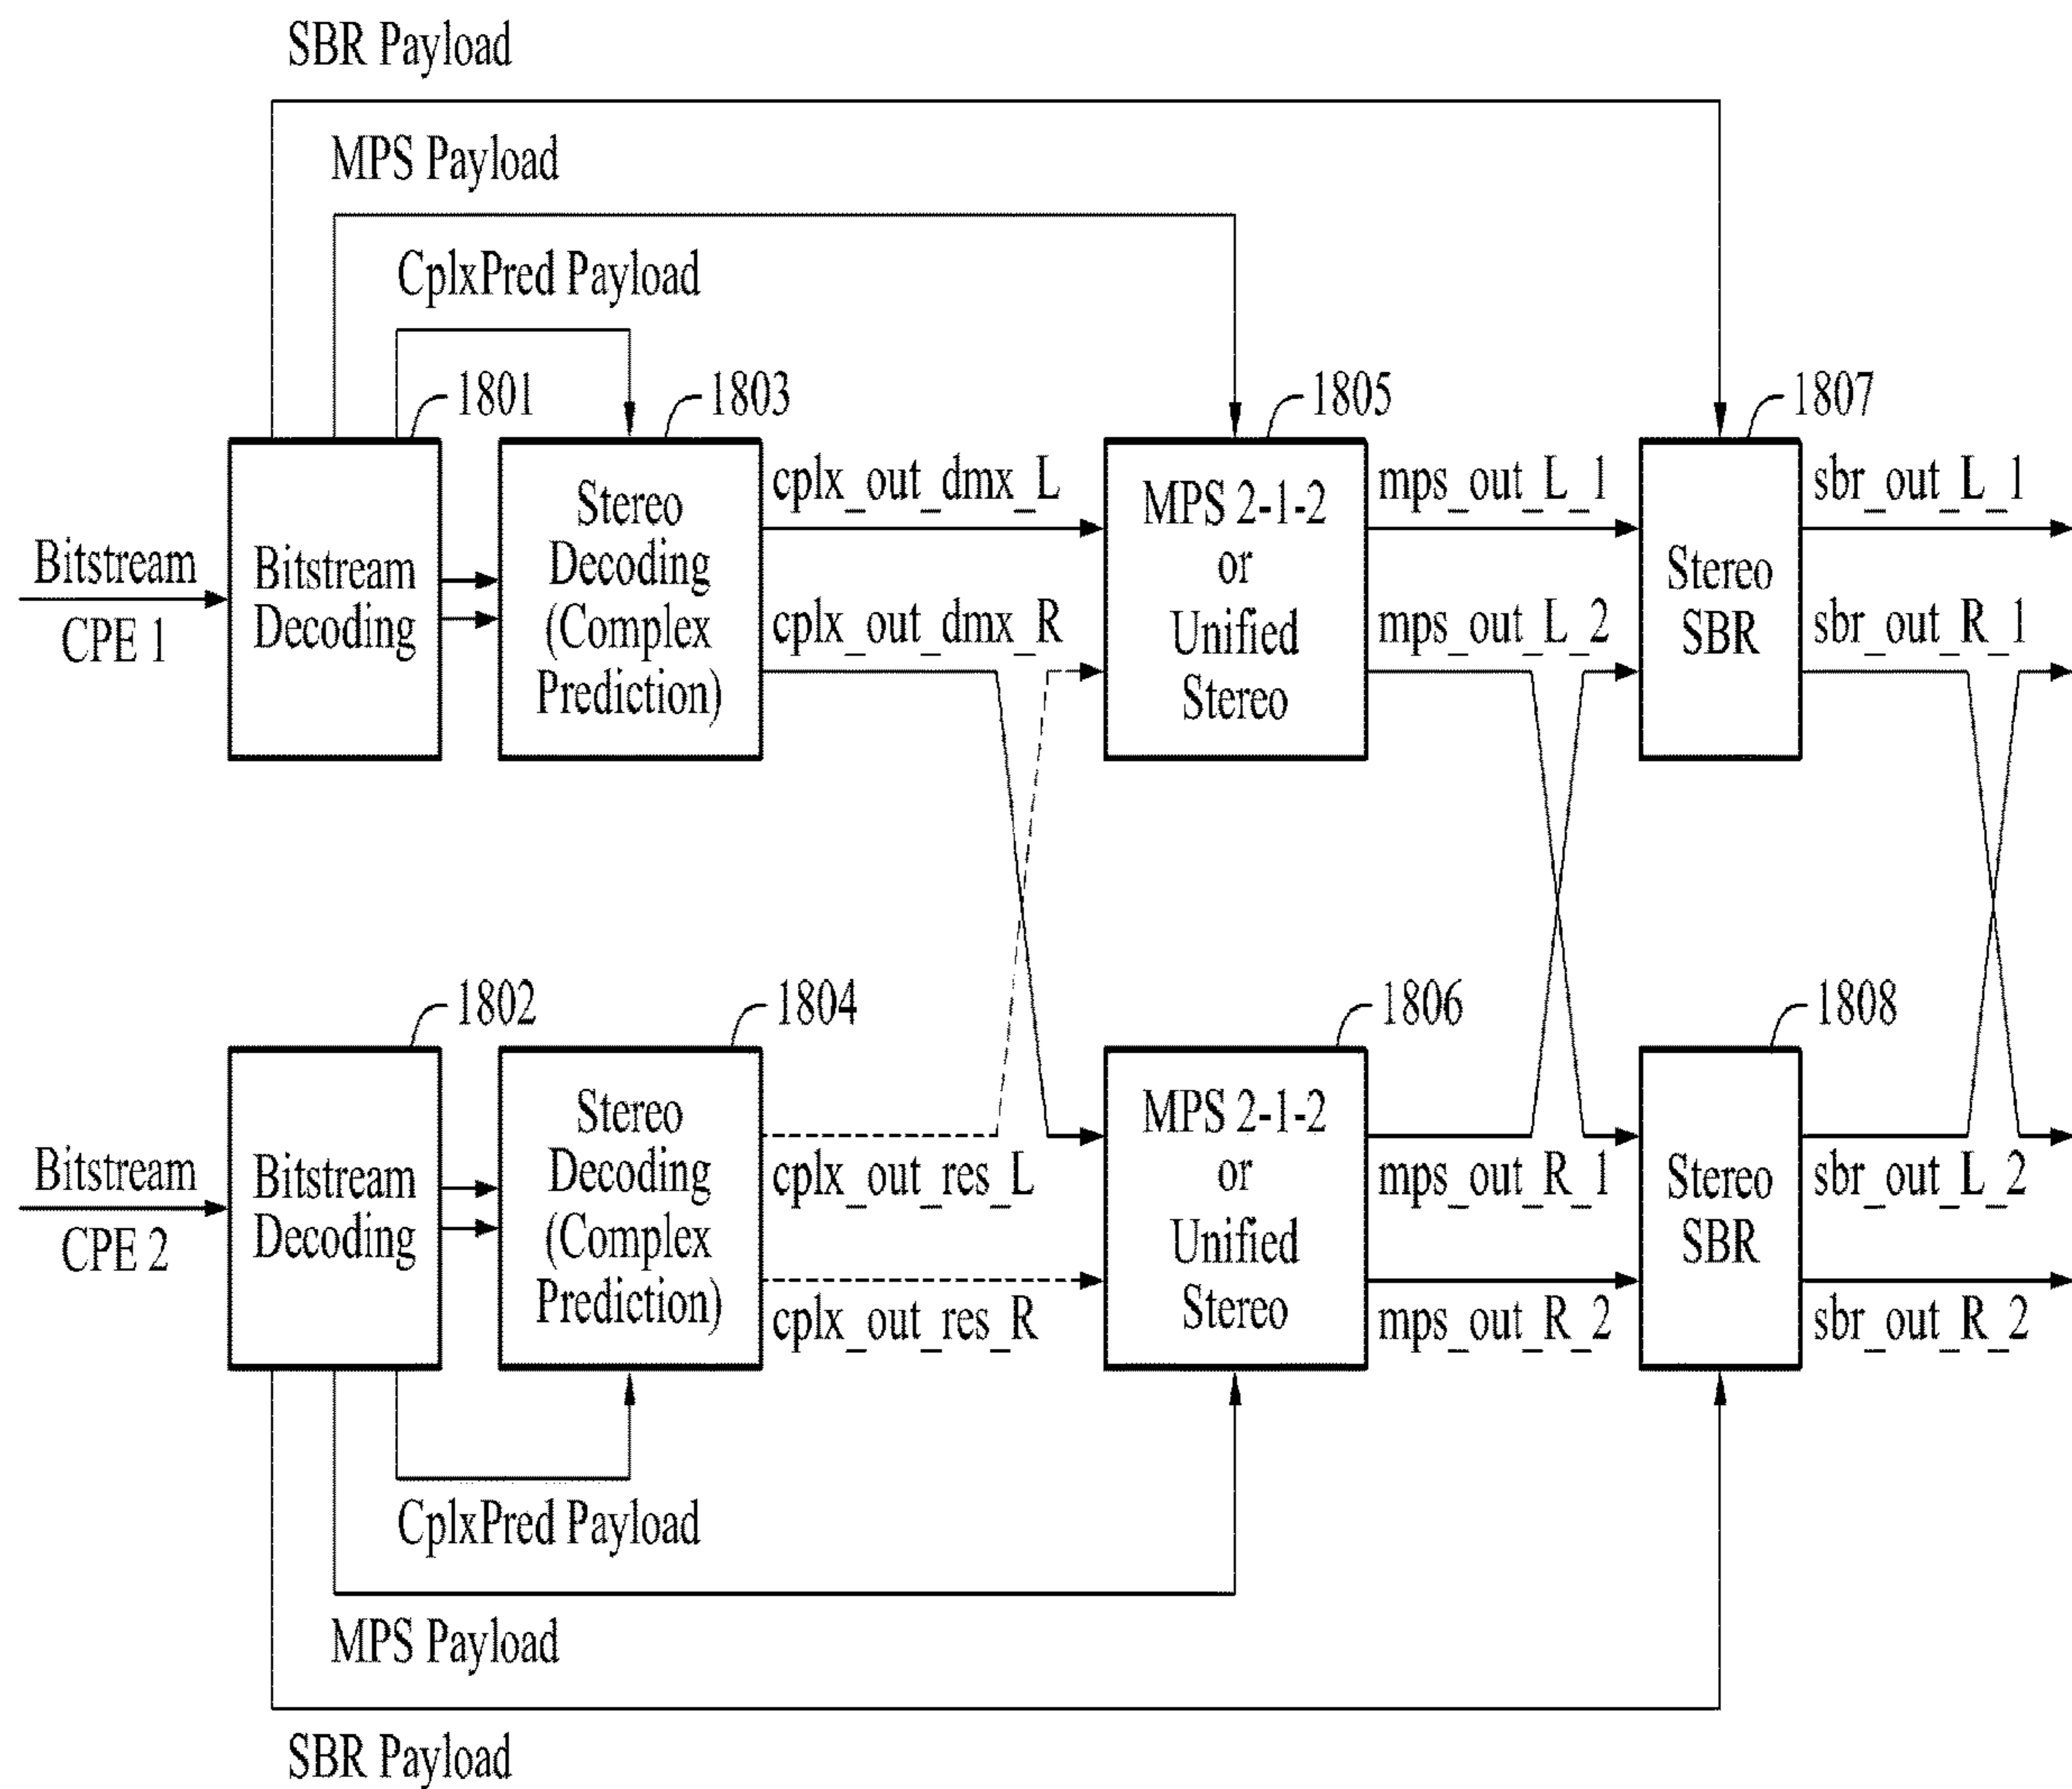 SBR Payload
MPS Payload
CplxPred Payload
1801
1803
1805
1807
Bitstream
CPE 1
Bitstream
Decoding
Stereo
Decoding
(Complex
Prediction)
cplx_out_dmx_L
cplx_out_dmx_R
MPS 2-1-2
or
Unified
Stereo
mps_out_L_1
mps_out_L_2
Stereo
SBR
sbr_out_L_1
sbr_out_R_1
1802
1804
1806
1808
Bitstream
CPE 2
Bitstream
Decoding
Stereo
Decoding
(Complex
Prediction)
cplx_out_res_L
cplx_out_res_R
MPS 2-1-2
or
Unified
Stereo
mps_out_R_1
mps_out_R_2
Stereo
SBR
sbr_out_L_2
sbr_out_R_2
CplxPred Payload
MPS Payload
SBR Payload